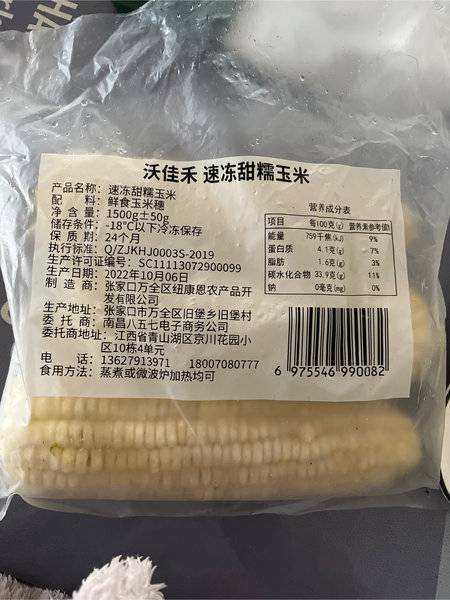 沃佳禾 速冻甜糯玉米
产品名称：速冻甜糯玉米
配 料：鲜食玉米穗
净 含 量：1500g±50g
储存条件：-18℃以下冷冻保存
保 质 期：24个月
执行标准：Q/ZJKHJ0003S-2019
生产许可证编号：SC11113072900099
生产日期：2022年10月06日
制 造 商：张家口万全区纽康恩农产品开
发有限公司
生产地址：张家口万全区旧堡乡旧堡村
委 托 商：南昌八五七电子商务公司
委托商地址：江西省青山湖区京川花园小
区10栋4单元
电 话：13627913971 18007080777
食用方法：蒸煮或微波炉加热均可
营养成分表
项目 每100克(g) 营养素参考值%
能量 759千焦(kJ) 9%
蛋白质 4.1克(g) 7%
脂肪 1.6克(g) 3%
碳水化合物 33.9克(g) 11%
钠 0毫克(mg) 0%
6 975546 990082